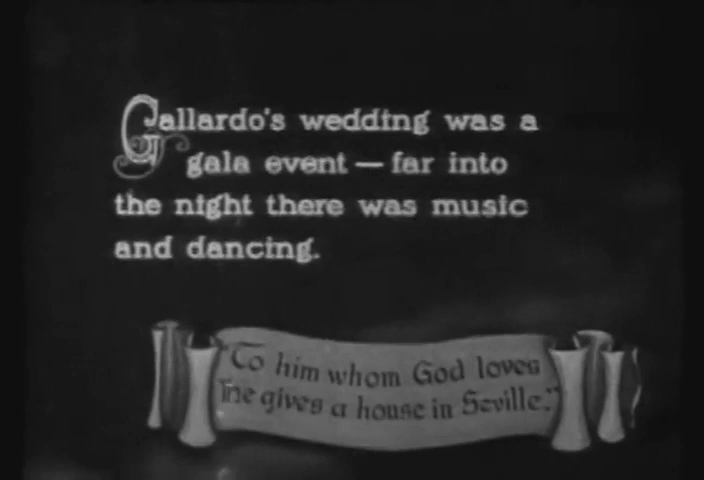 Gallardo's wedding was a
gala event — far into
the night there was music
and dancing.
"To him whom God loves
he gives a house in Seville."